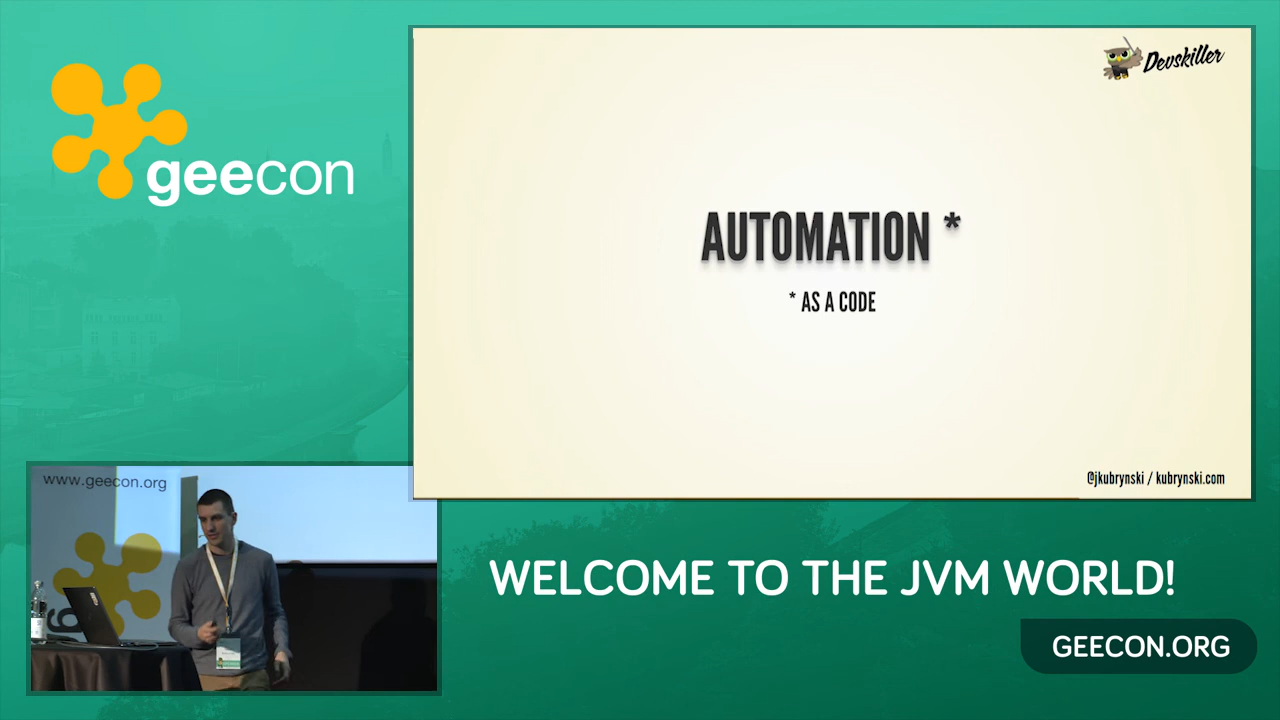 geecon
Devskiller
AUTOMATION *
* AS A CODE
@jkubrynski / kubrynski.com
www.geecon.org
WELCOME TO THE JVM WORLD!
GEECON.ORG